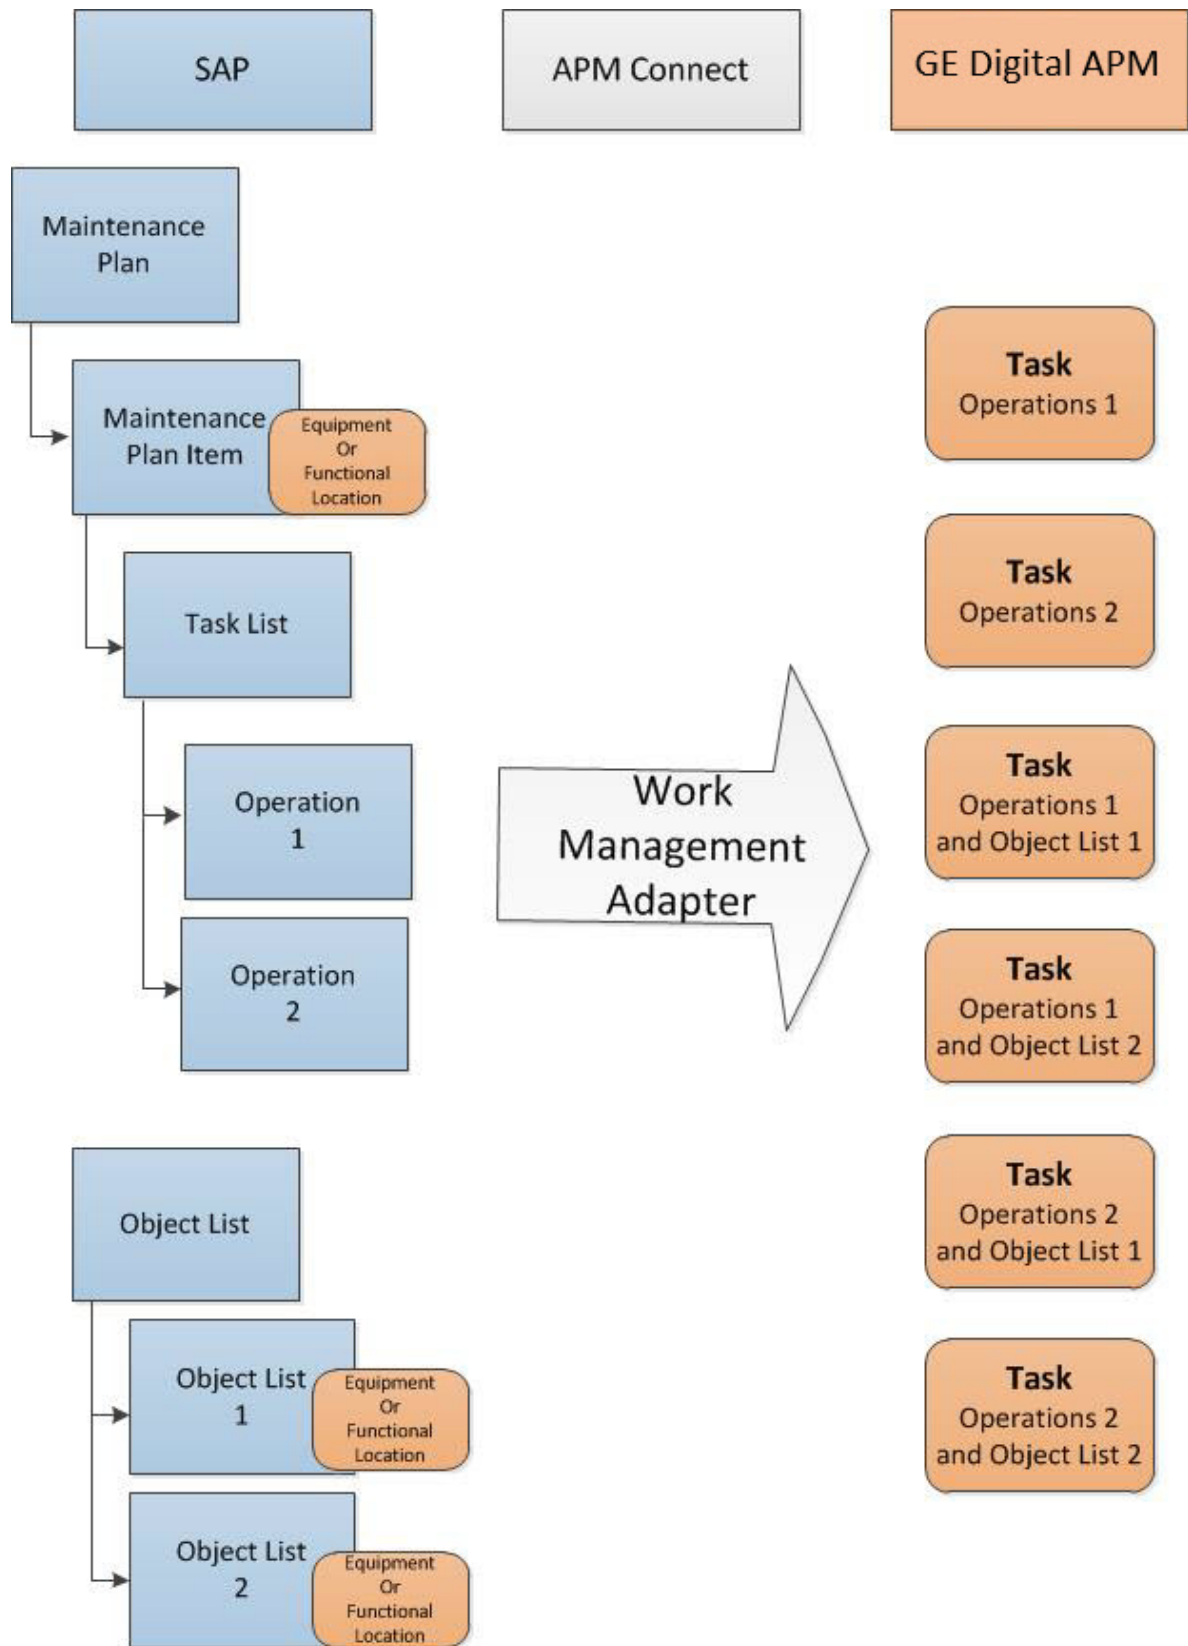 SAP
APM Connect
GE Digital APM
Maintenance
Plan
Maintenance
Plan Item
Equipment
Or
Functional
Location
Task List
Operation
1
Operation
2
Object List
Object List
1
Equipment
Or
Functional
Location
Object List
2
Equipment
Or
Functional
Location
Work
Management
Adapter
Task
Operations 1
Task
Operations 2
Task
Operations 1
and Object List 1
Task
Operations 1
and Object List 2
Task
Operations 2
and Object List 1
Task
Operations 2
and Object List 2